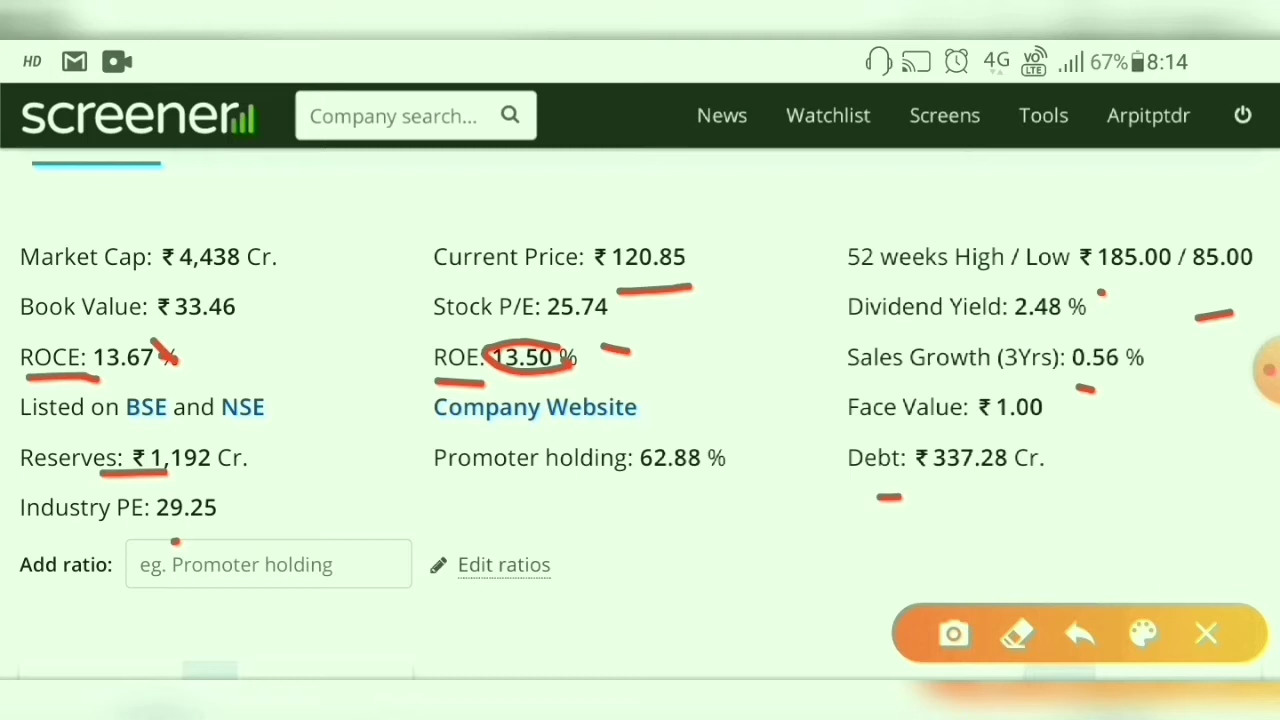 HD 4G VO LTE 67% 8:14
screener Company search... News Watchlist Screens Tools Arpitptdr
Market Cap: ₹ 4,438 Cr. Current Price: ₹ 120.85 52 weeks High / Low ₹ 185.00 / 85.00
Book Value: ₹ 33.46 Stock P/E: 25.74 Dividend Yield: 2.48 %
ROCE: 13.67 % ROE: 13.50 % Sales Growth (3Yrs): 0.56 %
Listed on BSE and NSE Company Website Face Value: ₹ 1.00
Reserves: ₹ 1,192 Cr. Promoter holding: 62.88 % Debt: ₹ 337.28 Cr.
Industry PE: 29.25
Add ratio: eg. Promoter holding Edit ratios